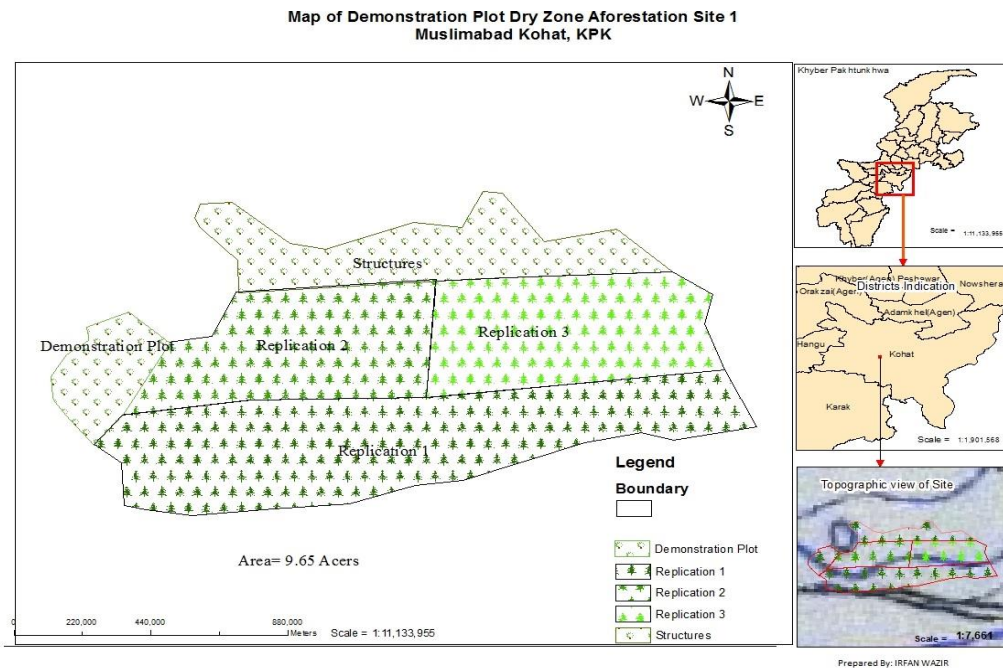 Map of Demonstration Plot Dry Zone Aforestation Site 1
Muslimabad Kohat, KPK
N
W E
S
Structures
Replication 2
Replication 3
Demonstration Plot
Replication 1
Area= 9.65 Acers
0 220,000 440,000 880,000
Meters Scale = 1:11,133,955
Legend
Boundary
Demonstration Plot
Replication 1
Replication 2
Replication 3
Structures
Khyber Pakhtunkhwa
Scale = 1:11,133,955
Khyber(Agen) Peshawar
Districts Indication
Nowshera
Orakzai(Agen)
Adamkhel(Agen)
Hangu
Kohat
Karak
Scale = 1:1,901,568
Topographic view of Site
Scale = 1:7,661
Prepared By: IRFAN WAZIR